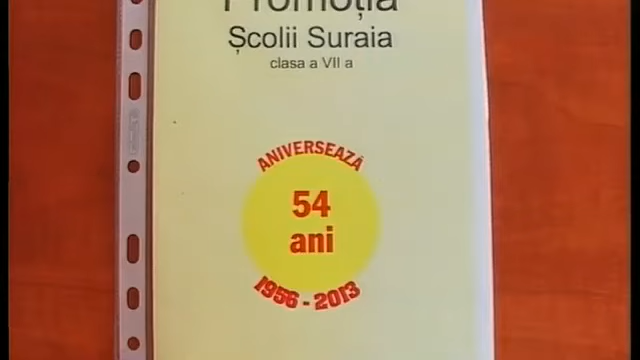 Promoția
Școlii Suraia
clasa a VII a
ANIVERSEAZĂ
54
ani
1956 - 2013